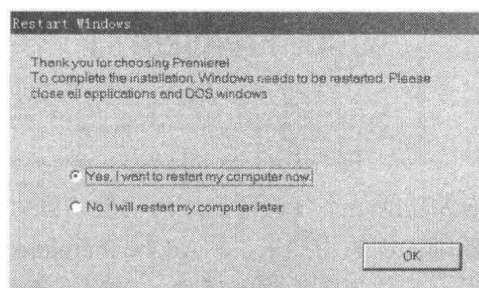 Restart Windows
Thank you for choosing Premiere!
To complete the installation, Windows needs to be restarted. Please
close all applications and DOS windows
Yes, I want to restart my computer now.
No, I will restart my computer later
OK